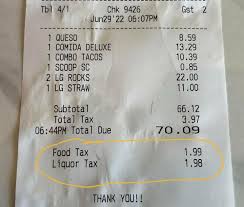 Tbl 4/1 Chk 9426 Gst 2
Jun29'22 06:07PM
1 QUESO 8.59
1 COMIDA DELUXE 13.29
1 COMBO TACOS 10.39
1 SCOOP SC 0.85
2 LG ROCKS 22.00
1 LG STRAW 11.00
Subtotal 66.12
Total Tax 3.97
06:44PM Total Due 70.09
Food Tax 1.99
Liquor Tax 1.98
THANK YOU!!